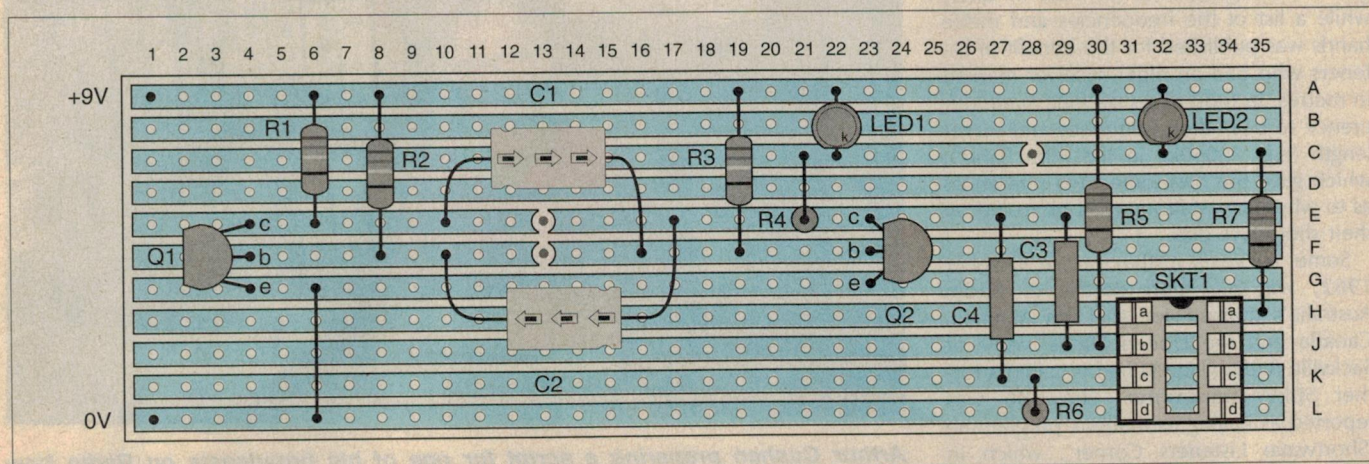 1 2 3 4 5 6 7 8 9 10 11 12 13 14 15 16 17 18 19 20 21 22 23 24 25 26 27 28 29 30 31 32 33 34 35
+9V C1 A
R1 LED1 LED2 B
R2 R3 k k C
D
c R4 c R5 R7 E
Q1 b b C3 F
e e SKT1 G
Q2 C4 a a H
b b J
C2 c c K
0V R6 d d L